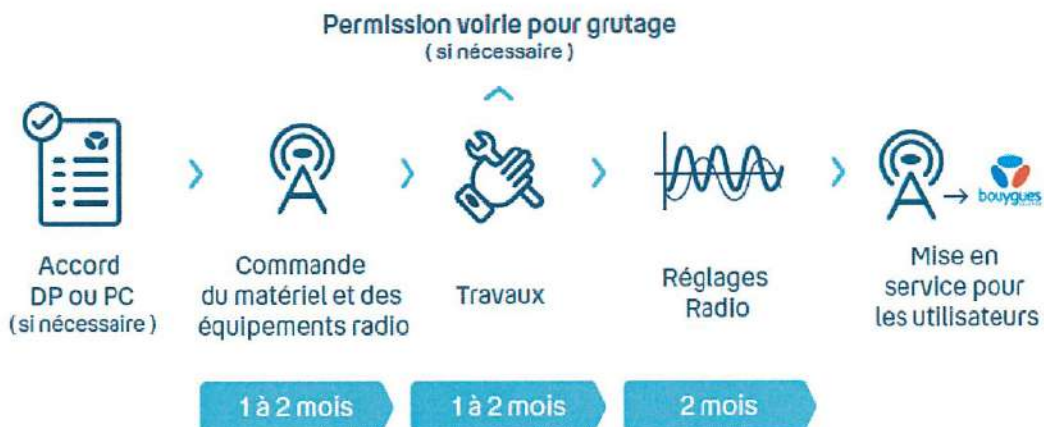 Permission voirie pour grutage
( si nécessaire )
Accord
DP ou PC
( si nécessaire )
Commande
du matériel et des
équipements radio
Travaux
Réglages
Radio
bouygues
Mise en
service pour
les utilisateurs
1 à 2 mois
1 à 2 mois
2 mois